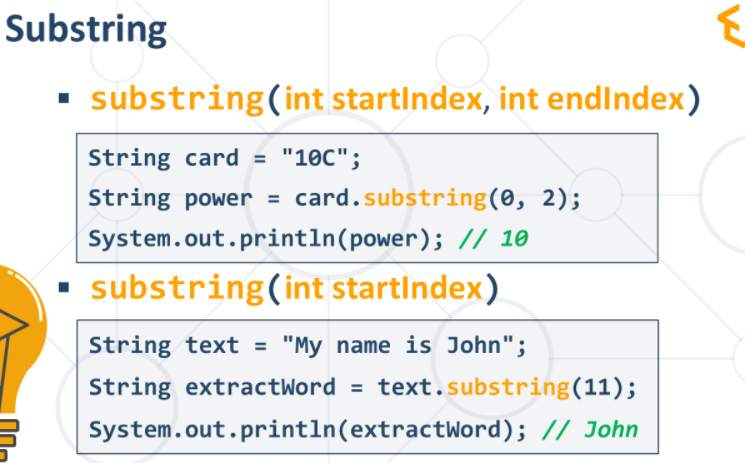 Substring
▪ substring(int startIndex, int endIndex)
String card = "10C";
String power = card.substring(0, 2);
System.out.println(power); // 10
▪ substring(int startIndex)
String text = "My name is John";
String extractWord = text.substring(11);
System.out.println(extractWord); // John